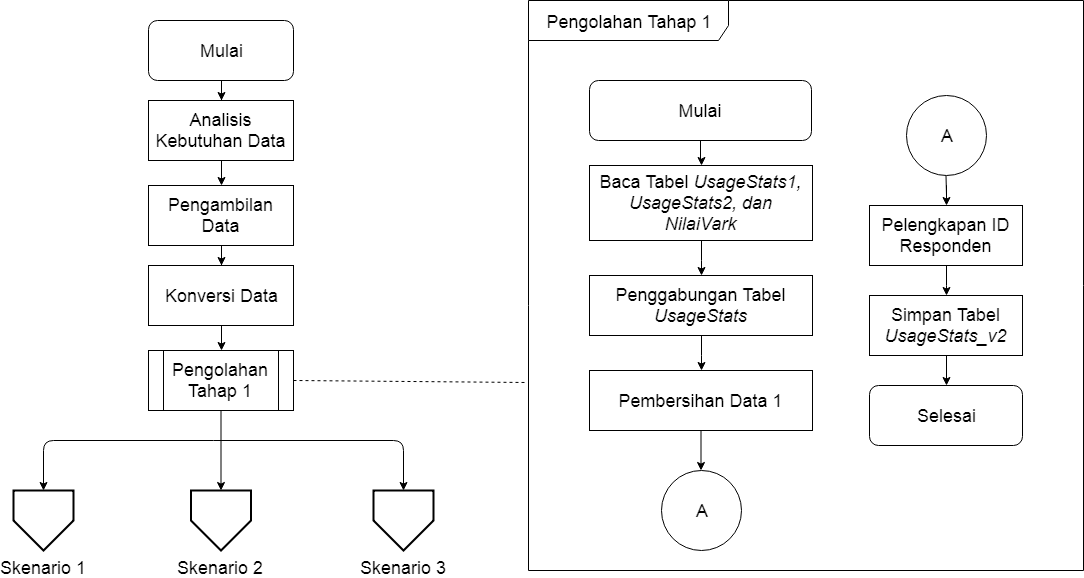 Mulai
Analisis
Kebutuhan Data
Pengambilan
Data
Konversi Data
Pengolahan
Tahap 1
Skenario 1
Skenario 2
Skenario 3
Pengolahan Tahap 1
Mulai
Baca Tabel UsageStats1,
UsageStats2, dan
NilaiVark
Penggabungan Tabel
UsageStats
Pembersihan Data 1
A
A
Pelengkapan ID
Responden
Simpan Tabel
UsageStats_v2
Selesai